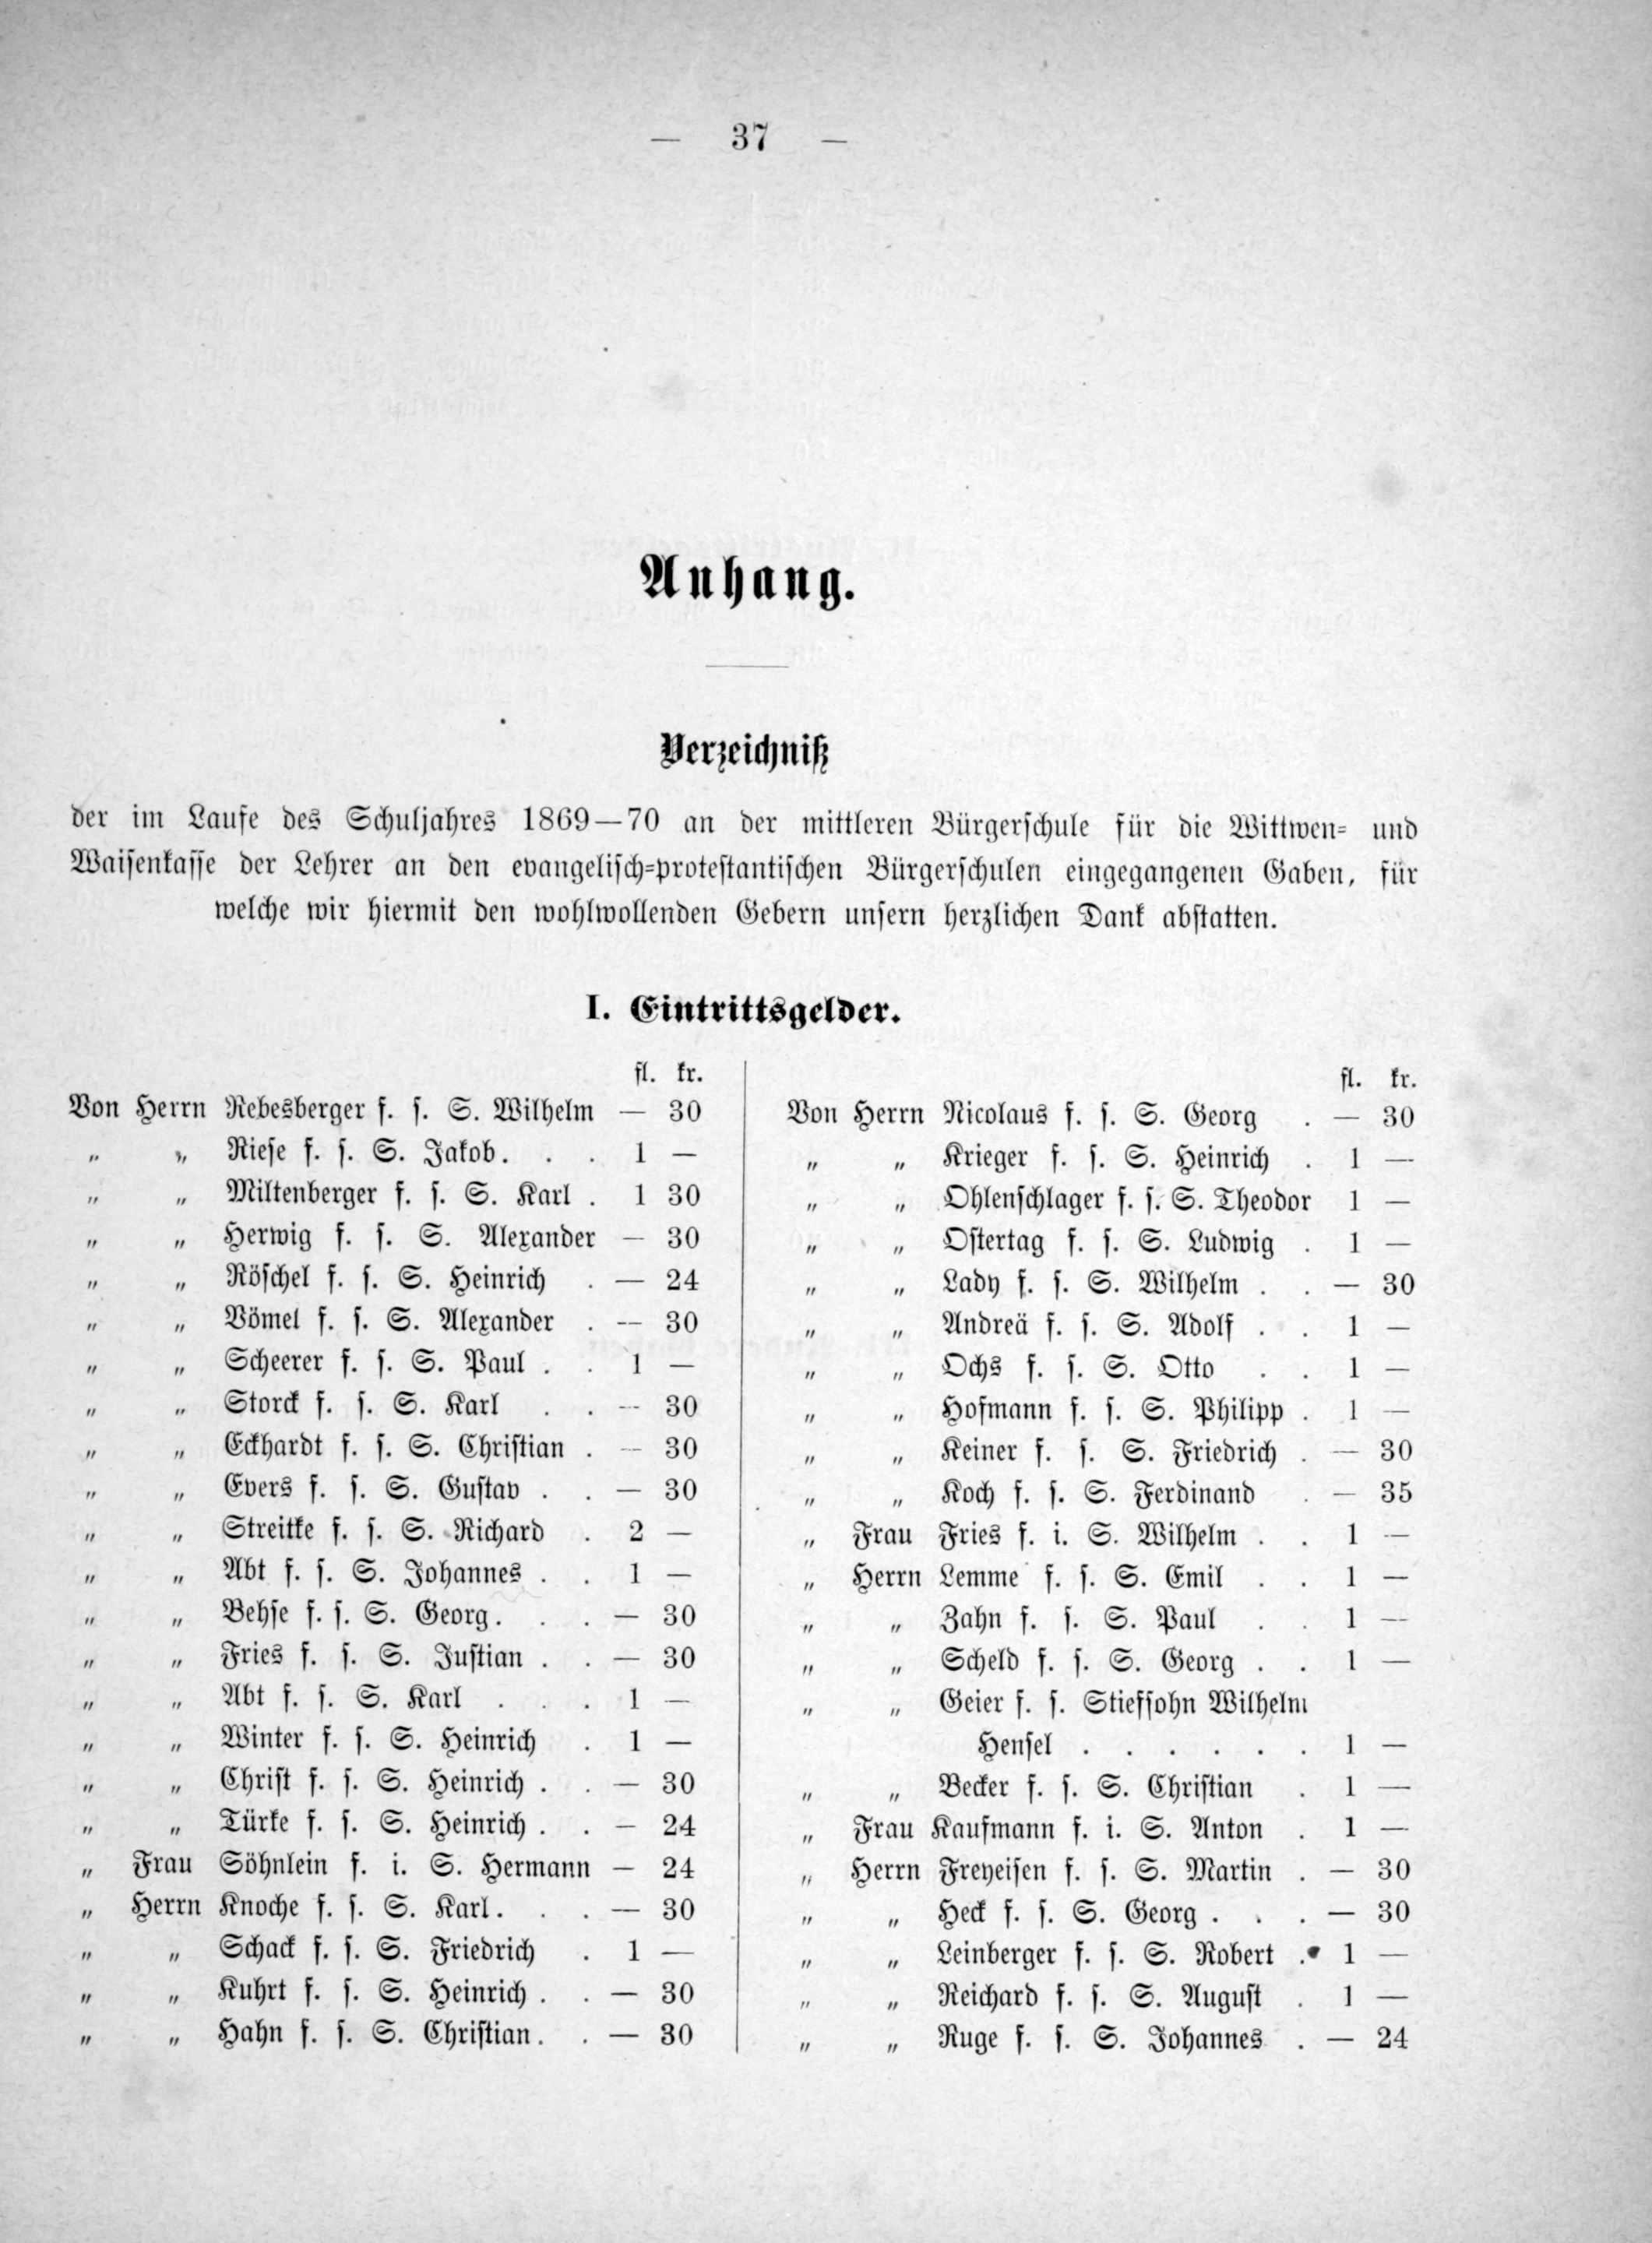 — 37 —
Anhang.
Verzeichniß
der im Laufe des Schuljahres 1869—70 an der mittleren Bürgerschule für die Wittwen= und
Waisenkasse der Lehrer an den evangelisch=protestantischen Bürgerschulen eingegangenen Gaben, für
welche wir hiermit den wohlwollenden Gebern unsern herzlichen Dank abstatten.
I. Eintrittsgelder.
fl. kr.
Von Herrn Rebesberger f. s. S. Wilhelm — 30
„ „ Riese f. s. S. Jakob. . . 1 —
„ „ Miltenberger f. s. S. Karl . 1 30
„ „ Herwig f. s. S. Alexander — 30
„ „ Röschel f. s. S. Heinrich . — 24
„ „ Vömel f. s. S. Alexander . — 30
„ „ Scheerer f. s. S. Paul . . 1 —
„ „ Storck f. s. S. Karl . . — 30
„ „ Eckhardt f. s. S. Christian . — 30
„ „ Evers f. s. S. Gustav . . — 30
„ „ Streitke f. s. S. Richard . 2 —
„ „ Abt f. s. S. Johannes . . 1 —
„ „ Behse f. s. S. Georg. . . — 30
„ „ Fries f. s. S. Justian . . — 30
„ „ Abt f. s. S. Karl . . . 1 —
„ „ Winter f. s. S. Heinrich . 1 —
„ „ Christ f. s. S. Heinrich . . — 30
„ „ Türke f. s. S. Heinrich . . — 24
„ Frau Söhnlein f. i. S. Hermann — 24
„ Herrn Knoche f. s. S. Karl. . . — 30
„ „ Schack f. s. S. Friedrich . 1 —
„ „ Kuhrt f. s. S. Heinrich . . — 30
„ „ Hahn f. s. S. Christian. . — 30
fl. kr.
Von Herrn Nicolaus f. s. S. Georg . — 30
„ „ Krieger f. s. S. Heinrich . 1 —
„ „ Ohlenschlager f. s. S. Theodor 1 —
„ „ Ostertag f. s. S. Ludwig . 1 —
„ „ Lady f. s. S. Wilhelm . . — 30
„ „ Andreä f. s. S. Adolf . . 1 —
„ „ Ochs f. s. S. Otto . . 1 —
„ „ Hofmann f. s. S. Philipp . 1 —
„ „ Keiner f. s. S. Friedrich . — 30
„ „ Koch f. s. S. Ferdinand . — 35
„ Frau Fries f. i. S. Wilhelm . . 1 —
„ Herrn Lemme f. s. S. Emil . . 1 —
„ „ Zahn f. s. S. Paul . . 1 —
„ „ Scheld f. s. S. Georg . . 1 —
„ „ Geier f. s. Stiefsohn Wilhelm
Hensel . . . . . . 1 —
„ „ Becker f. s. S. Christian . 1 —
„ Frau Kaufmann f. i. S. Anton . 1 —
„ Herrn Freyeisen f. s. S. Martin . — 30
„ „ Heck f. s. S. Georg . . . — 30
„ „ Leinberger f. s. S. Robert . 1 —
„ „ Reichard f. s. S. August . 1 —
„ „ Ruge f. s. S. Johannes . — 24